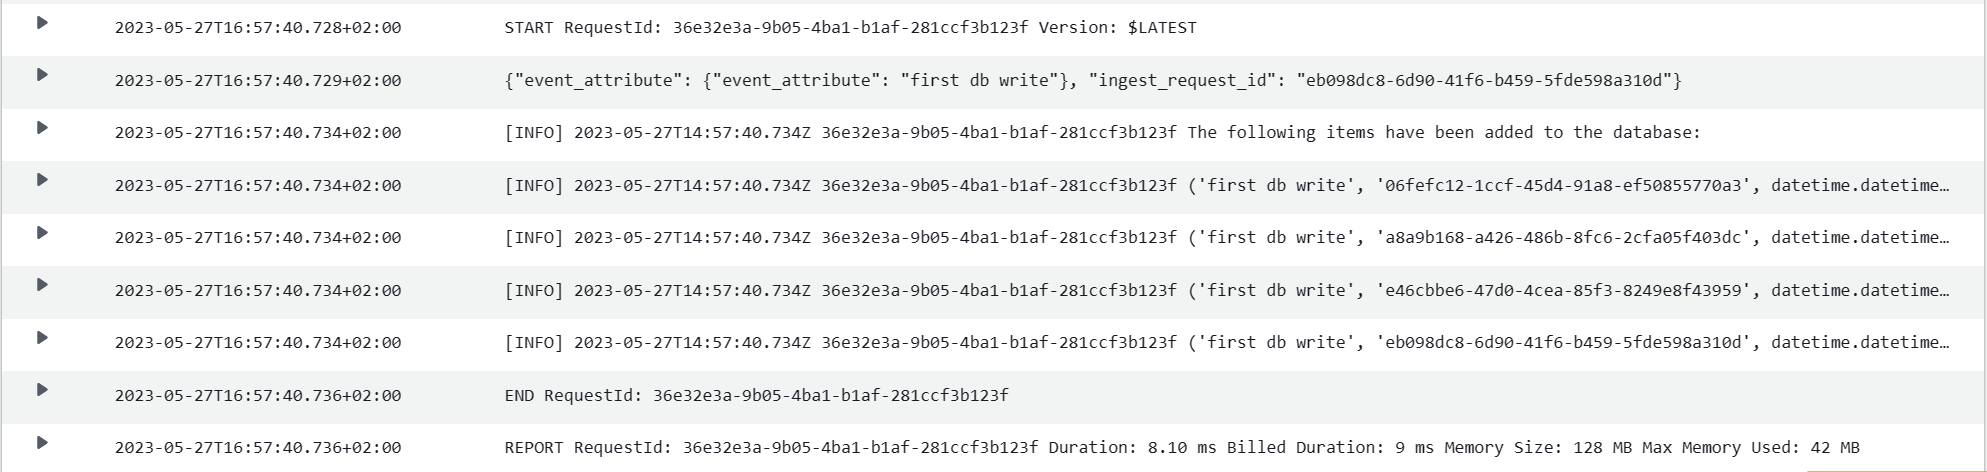 2023-05-27T16:57:40.728+02:00 START RequestId: 36e32e3a-9b05-4ba1-b1af-281ccf3b123f Version: $LATEST
2023-05-27T16:57:40.729+02:00 {"event_attribute": {"event_attribute": "first db write"}, "ingest_request_id": "eb098dc8-6d90-41f6-b459-5fde598a310d"}
2023-05-27T16:57:40.734+02:00 [INFO] 2023-05-27T14:57:40.734Z 36e32e3a-9b05-4ba1-b1af-281ccf3b123f The following items have been added to the database:
2023-05-27T16:57:40.734+02:00 [INFO] 2023-05-27T14:57:40.734Z 36e32e3a-9b05-4ba1-b1af-281ccf3b123f ('first db write', '06fefc12-1ccf-45d4-91a8-ef50855770a3', datetime.datetime…
2023-05-27T16:57:40.734+02:00 [INFO] 2023-05-27T14:57:40.734Z 36e32e3a-9b05-4ba1-b1af-281ccf3b123f ('first db write', 'a8a9b168-a426-486b-8fc6-2cfa05f403dc', datetime.datetime…
2023-05-27T16:57:40.734+02:00 [INFO] 2023-05-27T14:57:40.734Z 36e32e3a-9b05-4ba1-b1af-281ccf3b123f ('first db write', 'e46cbbe6-47d0-4cea-85f3-8249e8f43959', datetime.datetime…
2023-05-27T16:57:40.734+02:00 [INFO] 2023-05-27T14:57:40.734Z 36e32e3a-9b05-4ba1-b1af-281ccf3b123f ('first db write', 'eb098dc8-6d90-41f6-b459-5fde598a310d', datetime.datetime…
2023-05-27T16:57:40.736+02:00 END RequestId: 36e32e3a-9b05-4ba1-b1af-281ccf3b123f
2023-05-27T16:57:40.736+02:00 REPORT RequestId: 36e32e3a-9b05-4ba1-b1af-281ccf3b123f Duration: 8.10 ms Billed Duration: 9 ms Memory Size: 128 MB Max Memory Used: 42 MB